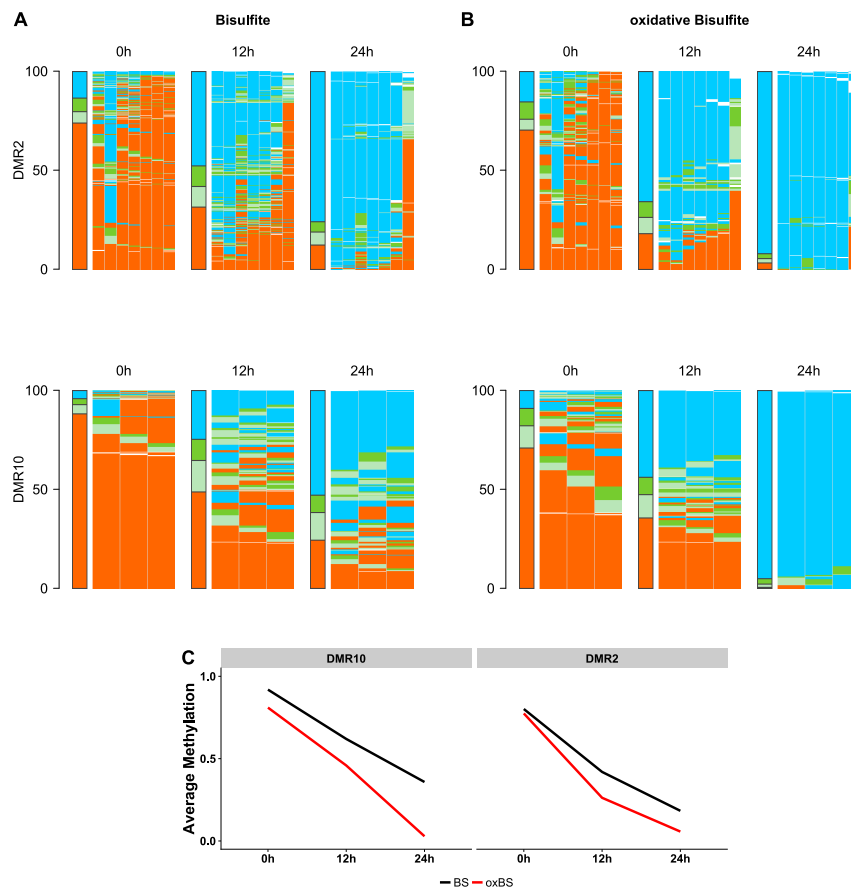 A Bisulfite B oxidative Bisulfite
0h 12h 24h 0h 12h 24h
100 100
DMR2 50 50
0 0
0h 12h 24h 0h 12h 24h
100 100
DMR10 50 50
0 0
C DMR10 DMR2
1.0
Average Methylation 0.5
0.0
0h 12h 24h 0h 12h 24h
BS oxBS